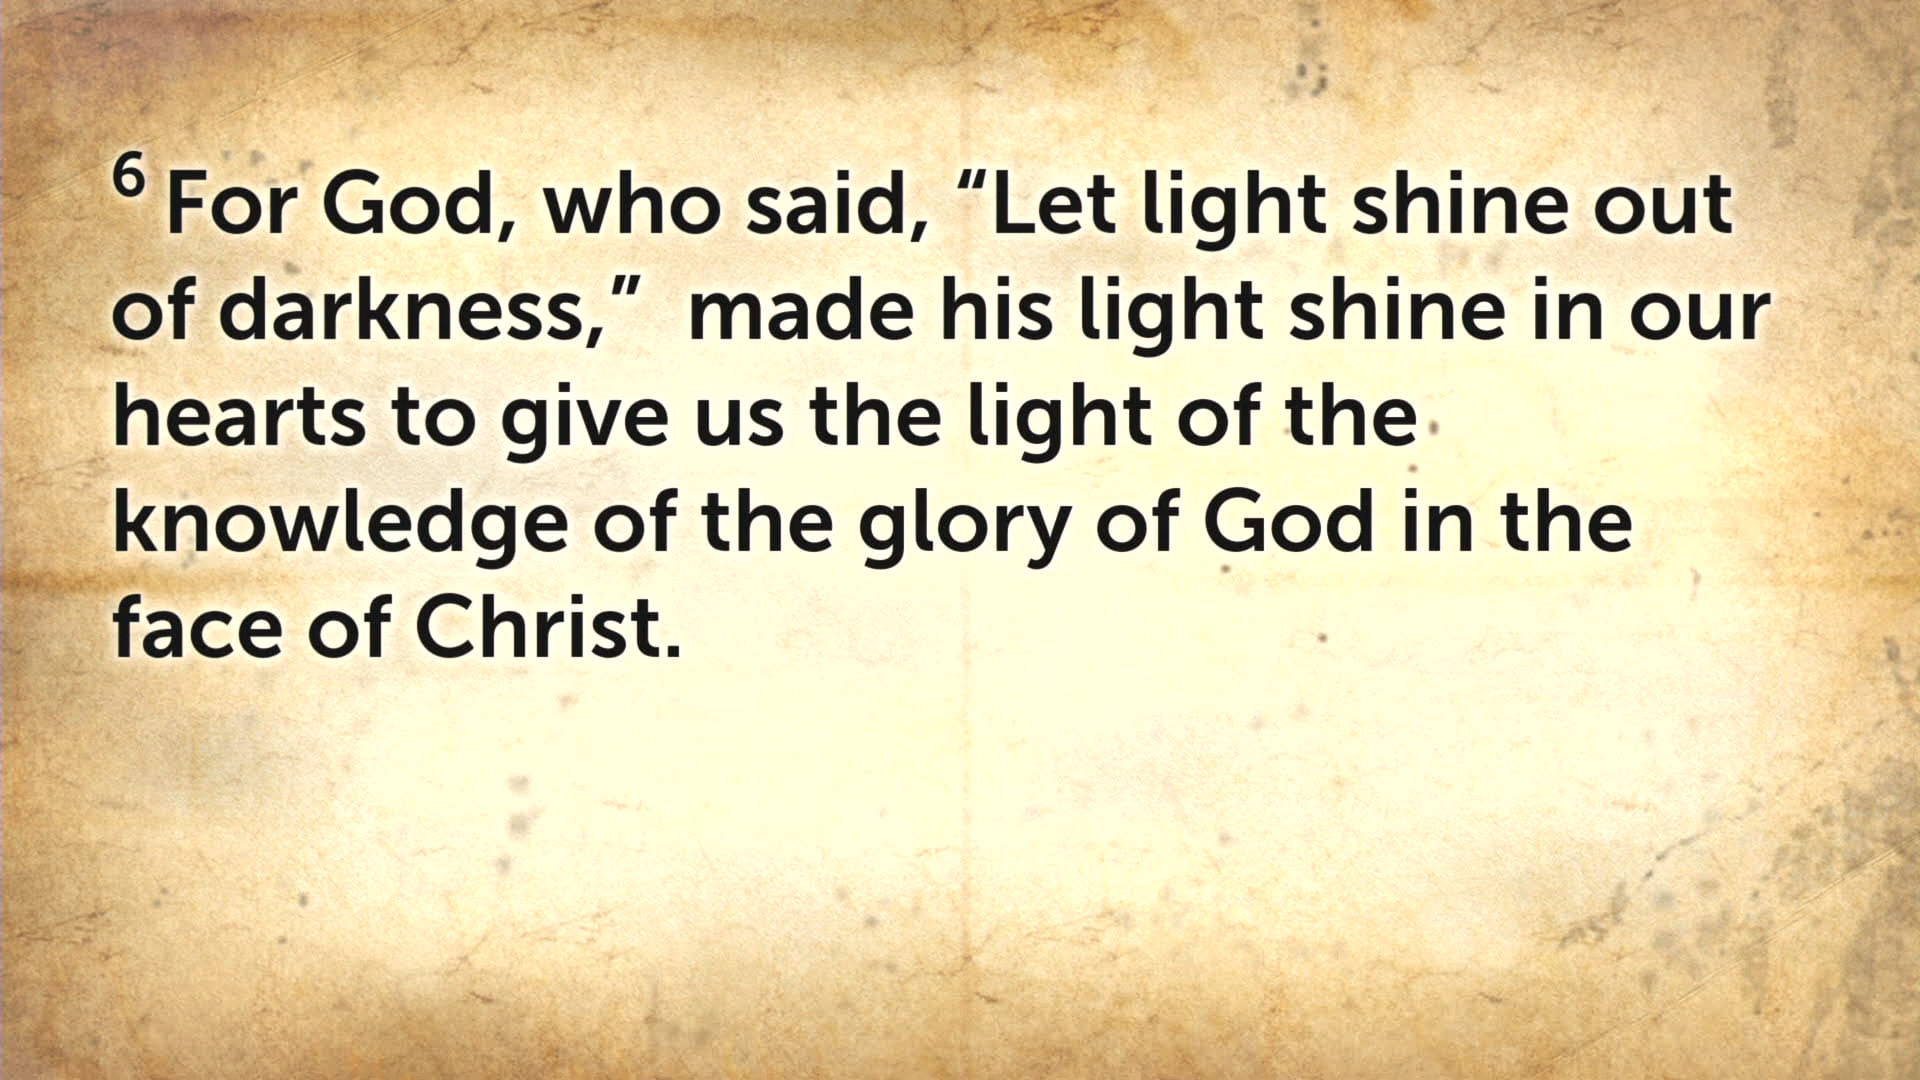 6 For God, who said, “Let light shine out
of darkness,”  made his light shine in our
hearts to give us the light of the
knowledge of the glory of God in the
face of Christ.